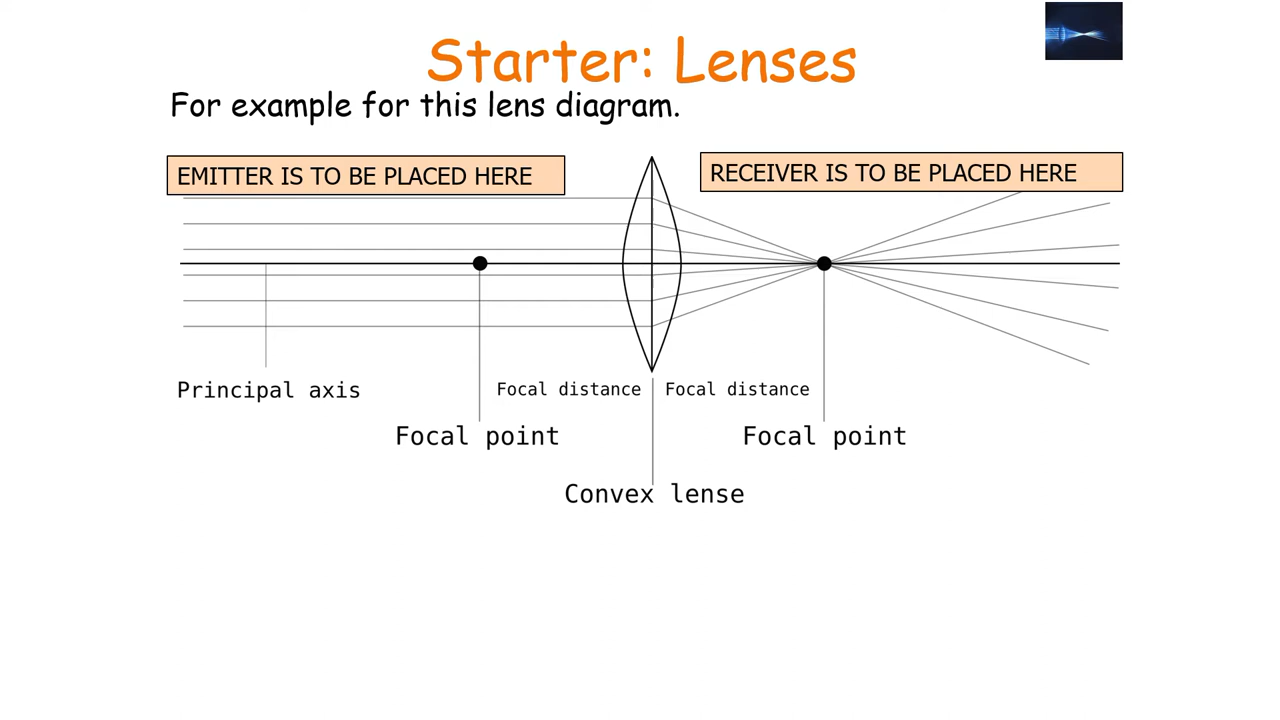 Starter: Lenses
For example for this lens diagram.
EMITTER IS TO BE PLACED HERE
RECEIVER IS TO BE PLACED HERE
Principal axis
Focal distance
Focal distance
Focal point
Focal point
Convex lense